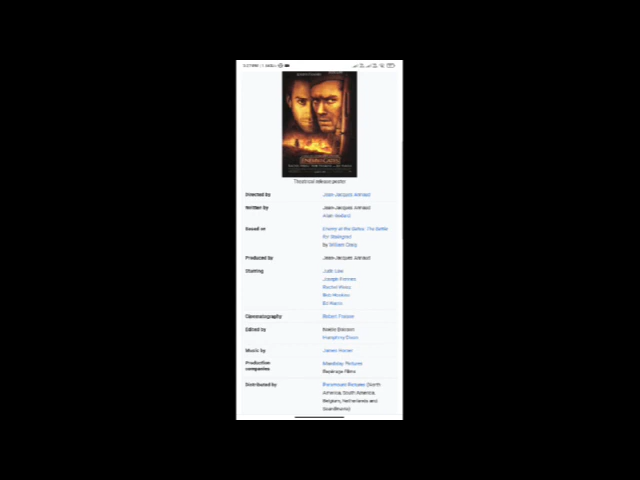 Theatrical release poster
Directed by Jean-Jacques Annaud
Written by Jean-Jacques Annaud
Alain Godard
Based on Enemy at the Gates: The Battle
for Stalingrad
by William Craig
Produced by Jean-Jacques Annaud
Starring Jude Law
Joseph Fiennes
Rachel Weisz
Bob Hoskins
Ed Harris
Cinematography Robert Fraisse
Edited by Noëlle Boisson
Humphrey Dixon
Music by James Horner
Production Mandalay Pictures
companies Repérage Films
Distributed by Paramount Pictures (North
America, South America,
Belgium, Netherlands and
Scandinavia)